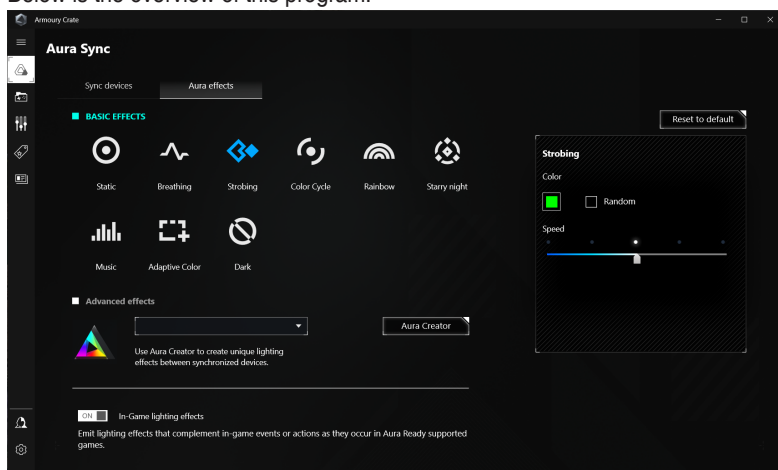 Below is the overview of this program:
Armoury Crate
Aura Sync
Sync devices
Aura effects
BASIC EFFECTS
Reset to default
Static
Breathing
Strobing
Color Cycle
Rainbow
Starry night
Music
Adaptive Color
Dark
Strobing
Color
Random
Speed
Advanced effects
Aura Creator
Use Aura Creator to create unique lighting
effects between synchronized devices.
ON
In-Game lighting effects
Emit lighting effects that complement in-game events or actions as they occur in Aura Ready supported
games.